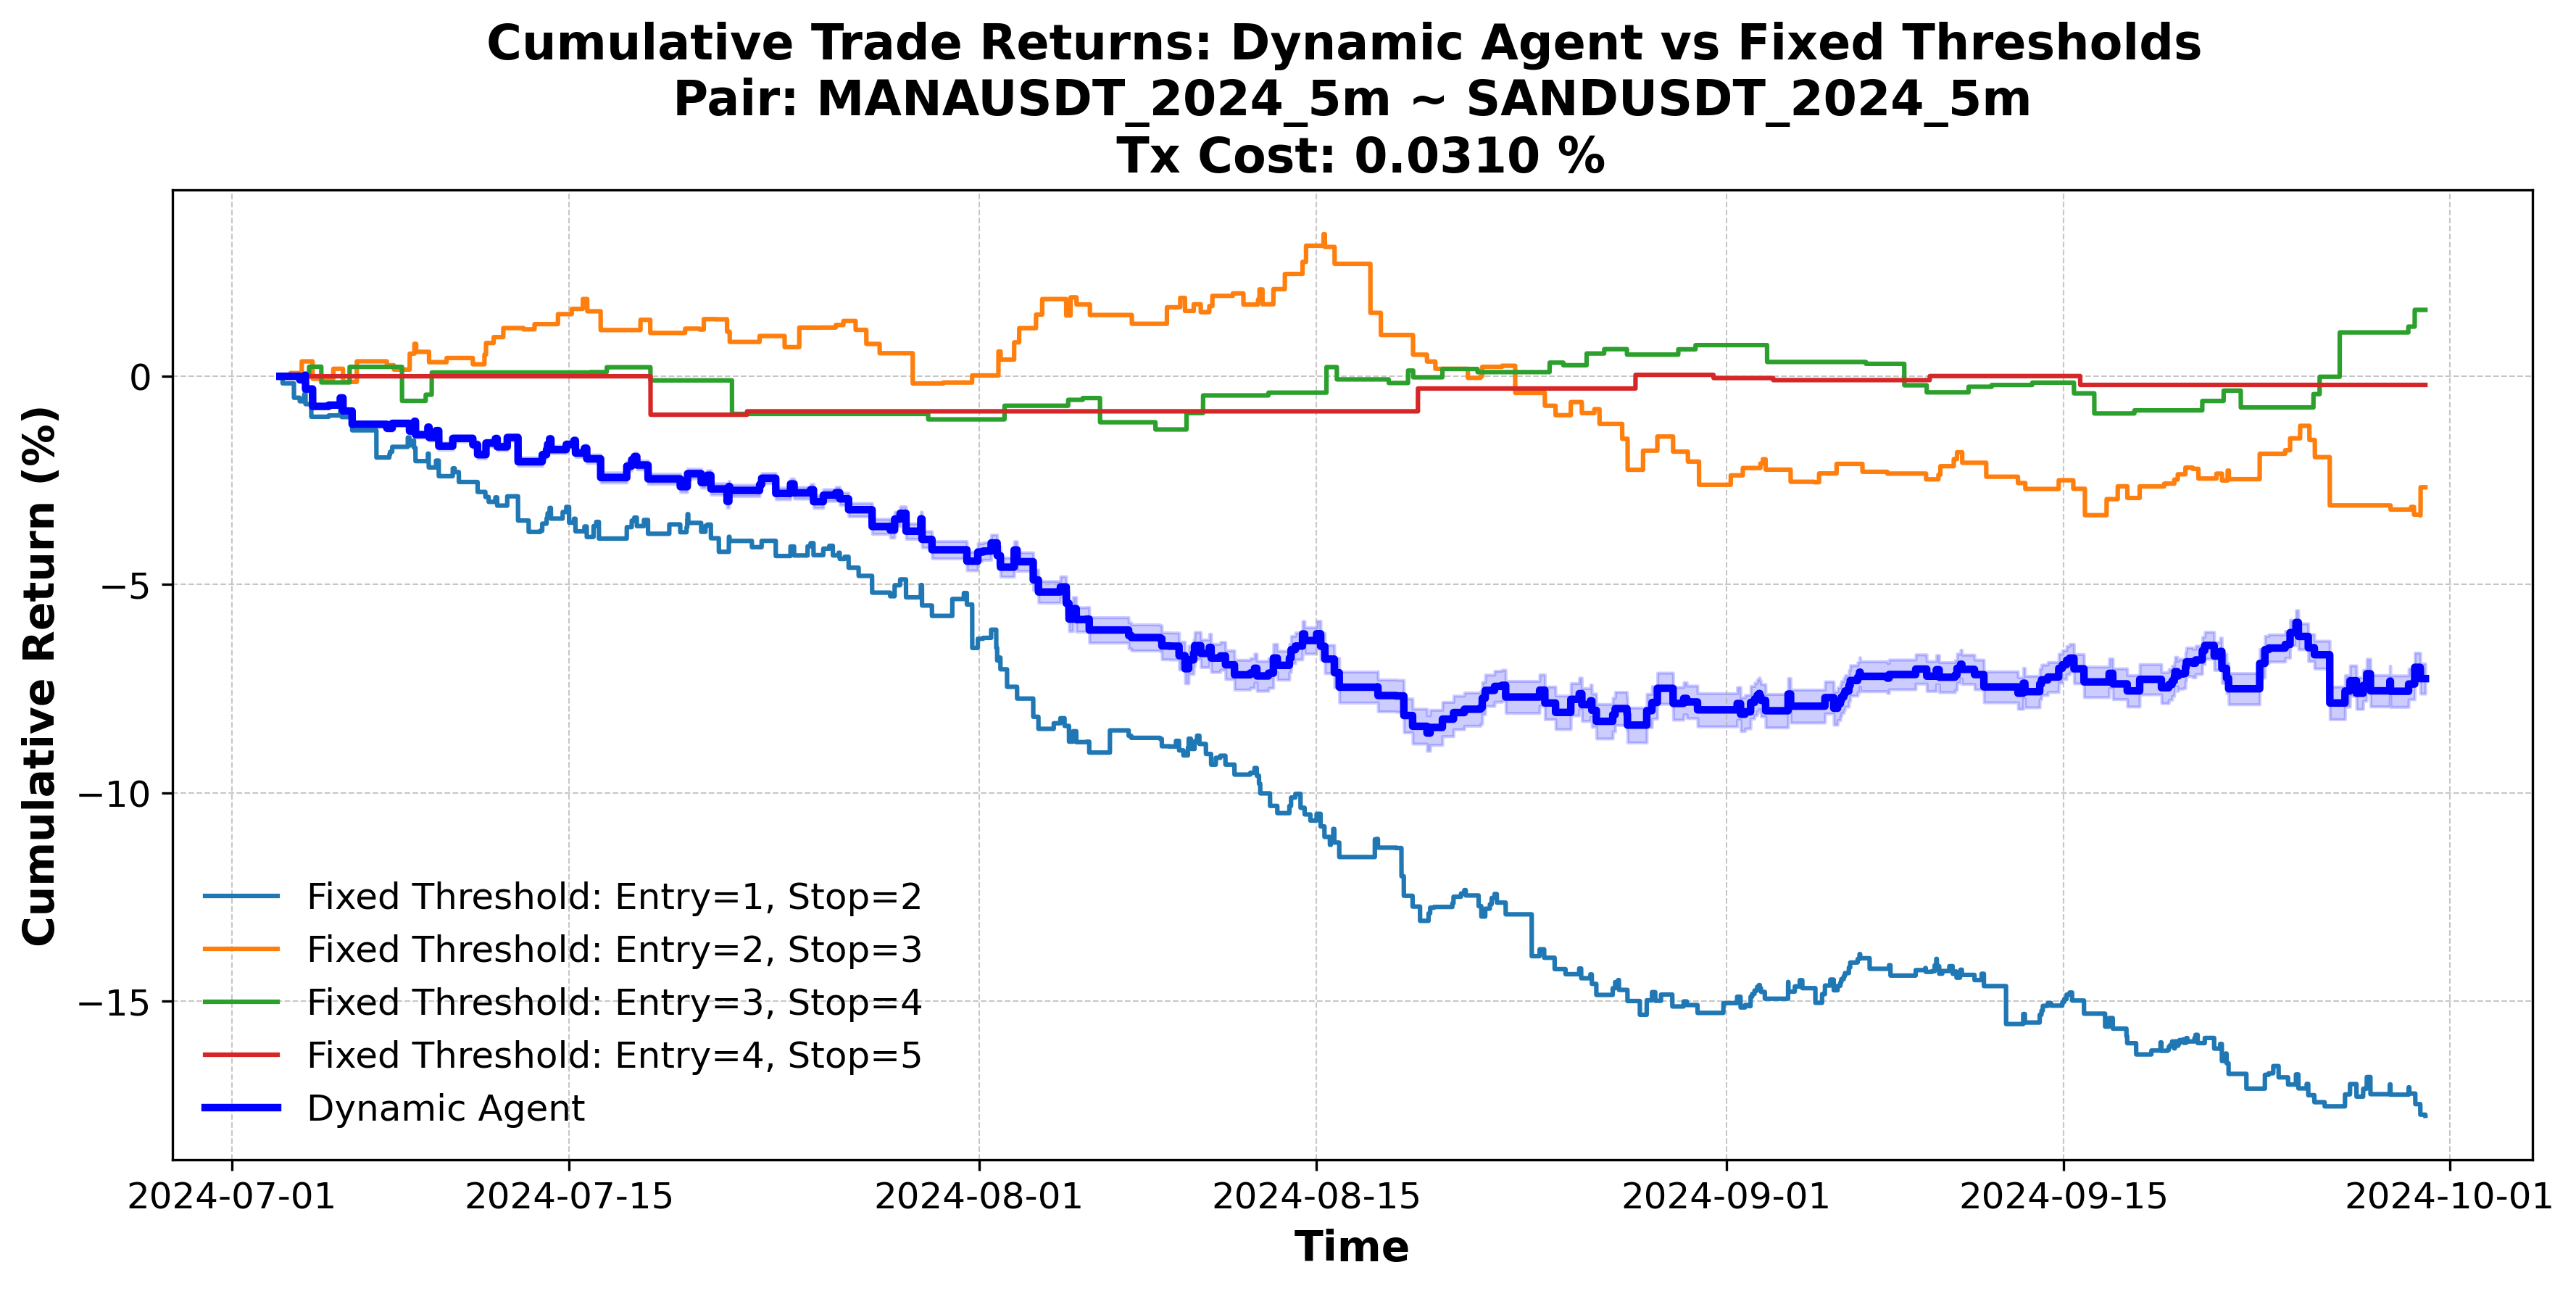 Cumulative Trade Returns: Dynamic Agent vs Fixed Thresholds
Pair: MANAUSDT_2024_5m ~ SANDUSDT_2024_5m
Tx Cost: 0.0310 %
Cumulative Return (%)
0
−5
−10
−15
Fixed Threshold: Entry=1, Stop=2
Fixed Threshold: Entry=2, Stop=3
Fixed Threshold: Entry=3, Stop=4
Fixed Threshold: Entry=4, Stop=5
Dynamic Agent
2024-07-01
2024-07-15
2024-08-01
2024-08-15
2024-09-01
2024-09-15
2024-10-01
Time